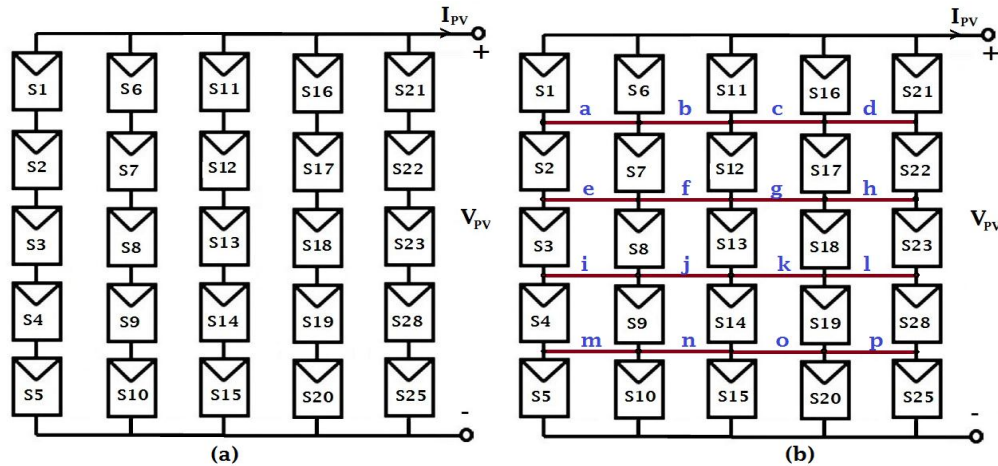 I_PV I_PV
+ +
S1 S6 S11 S16 S21 S1 S6 S11 S16 S21
a b c d
S2 S7 S12 S17 S22 S2 S7 S12 S17 S22
e f g h
V_PV V_PV
S3 S8 S13 S18 S23 S3 S8 S13 S18 S23
i j k l
S4 S9 S14 S19 S28 S4 S9 S14 S19 S28
m n o p
S5 S10 S15 S20 S25 S5 S10 S15 S20 S25
- -
(a) (b)